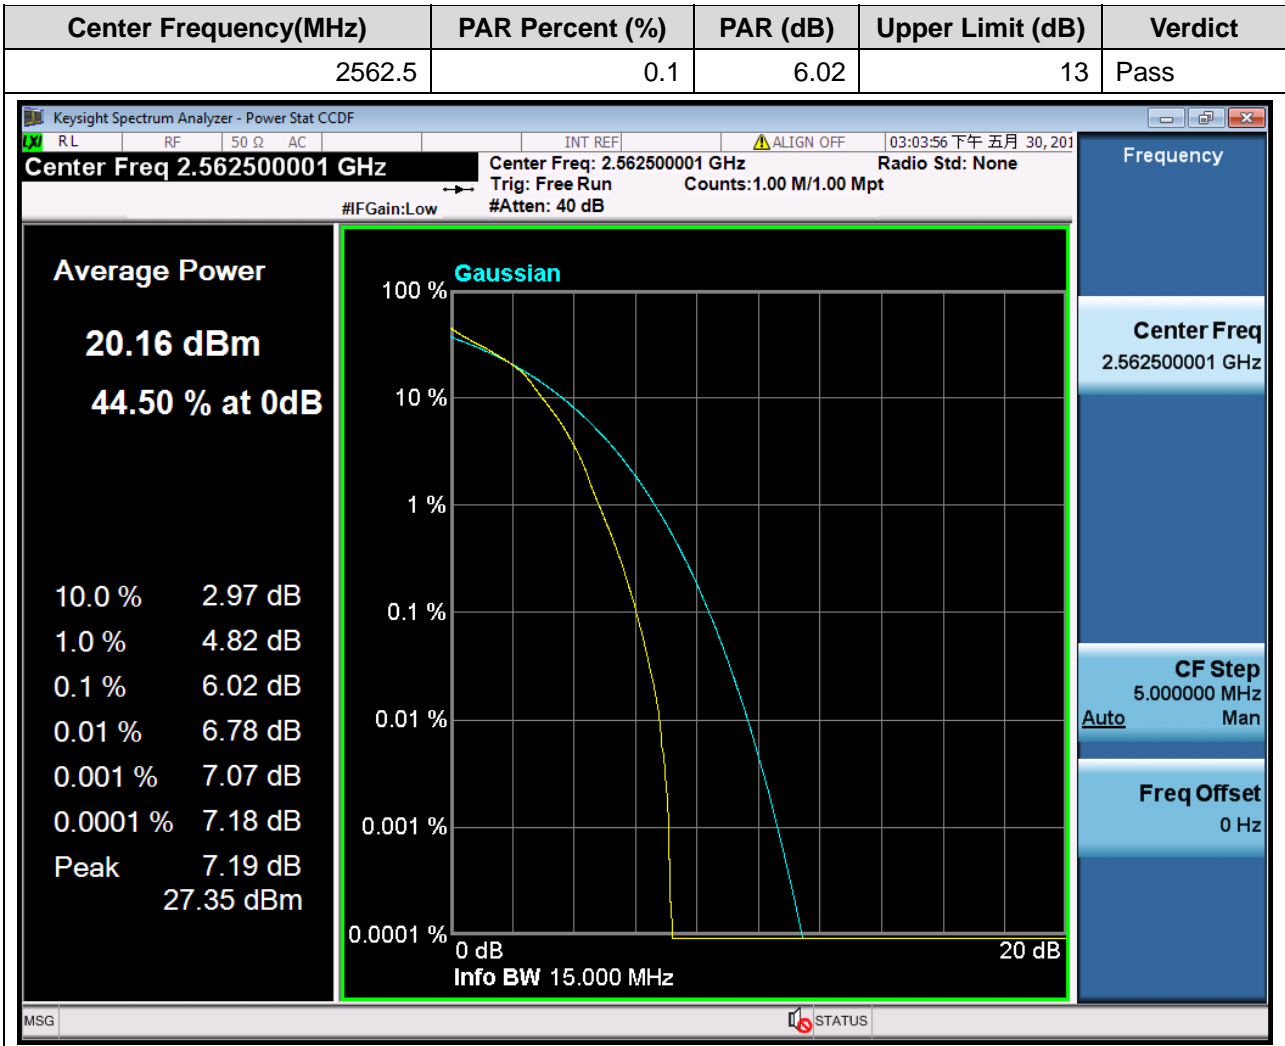 Center Frequency(MHz) PAR Percent (%) PAR (dB) Upper Limit (dB) Verdict
2562.5 0.1 6.02 13 Pass
Keysight Spectrum Analyzer - Power Stat CCDF
LXI RL RF 50 Ω AC INT REF ALIGN OFF 03:03:56 下午 五月 30, 201
Center Freq 2.562500001 GHz
Center Freq: 2.562500001 GHz Radio Std: None
Trig: Free Run Counts:1.00 M/1.00 Mpt
#IFGain:Low #Atten: 40 dB
Frequency
Average Power
20.16 dBm
44.50 % at 0dB
10.0 % 2.97 dB
1.0 % 4.82 dB
0.1 % 6.02 dB
0.01 % 6.78 dB
0.001 % 7.07 dB
0.0001 % 7.18 dB
Peak 7.19 dB
27.35 dBm
Gaussian
100 %
10 %
1 %
0.1 %
0.01 %
0.001 %
0.0001 %
0 dB 20 dB
Info BW 15.000 MHz
Center Freq
2.562500001 GHz
CF Step
5.000000 MHz
Auto Man
Freq Offset
0 Hz
MSG STATUS